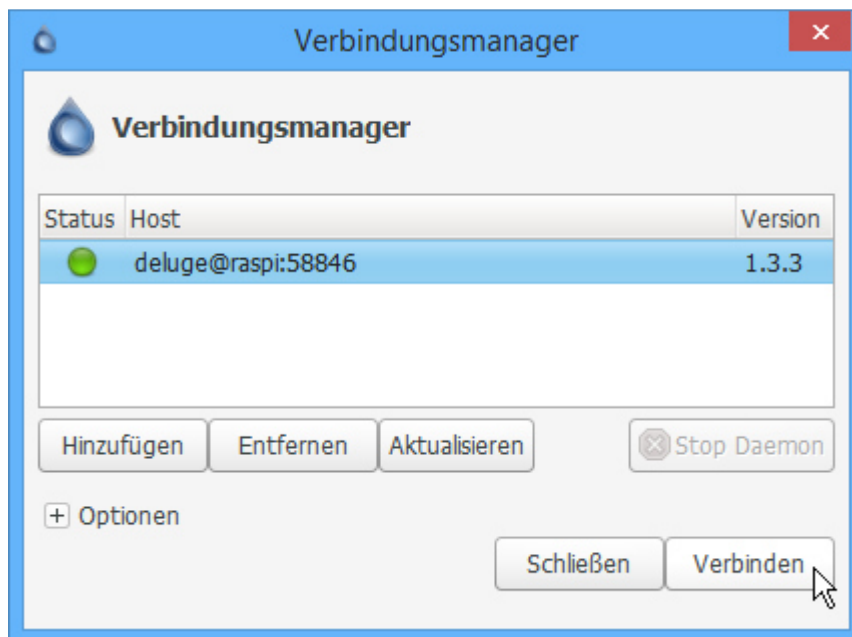 Verbindungsmanager
Verbindungsmanager
Status Host Version
deluge@raspi:58846 1.3.3
Hinzufügen Entfernen Aktualisieren Stop Daemon
Optionen
Schließen Verbinden